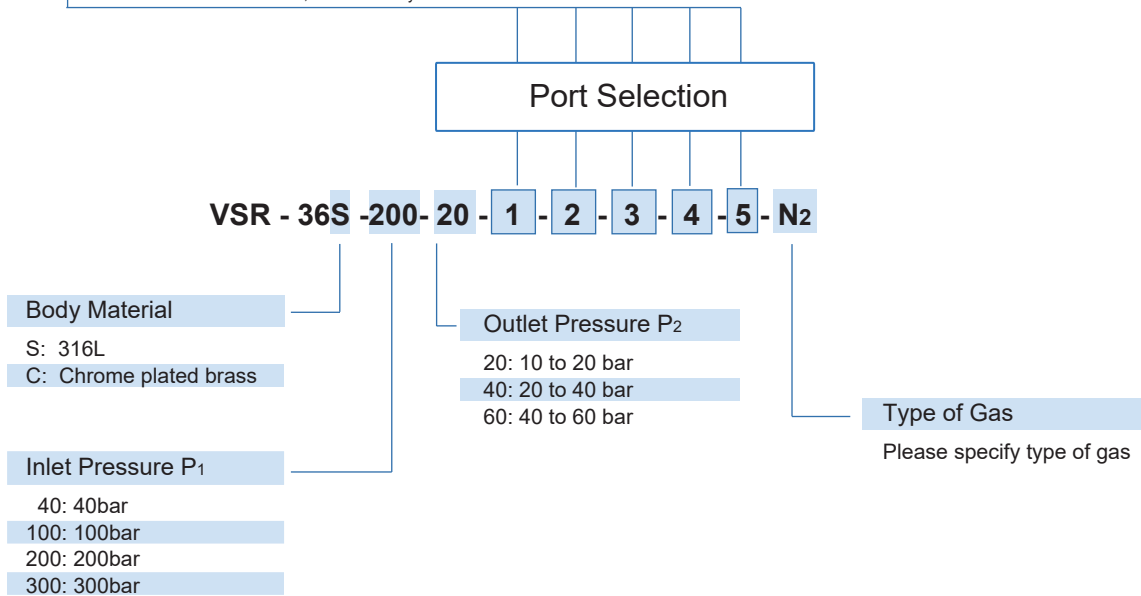 Port Selection
VSR - 36S -200- 20 - 1 - 2 - 3 - 4 - 5 - N2
Body Material
S: 316L
C: Chrome plated brass
Inlet Pressure P1
40: 40bar
100: 100bar
200: 200bar
300: 300bar
Outlet Pressure P2
20: 10 to 20 bar
40: 20 to 40 bar
60: 40 to 60 bar
Type of Gas
Please specify type of gas